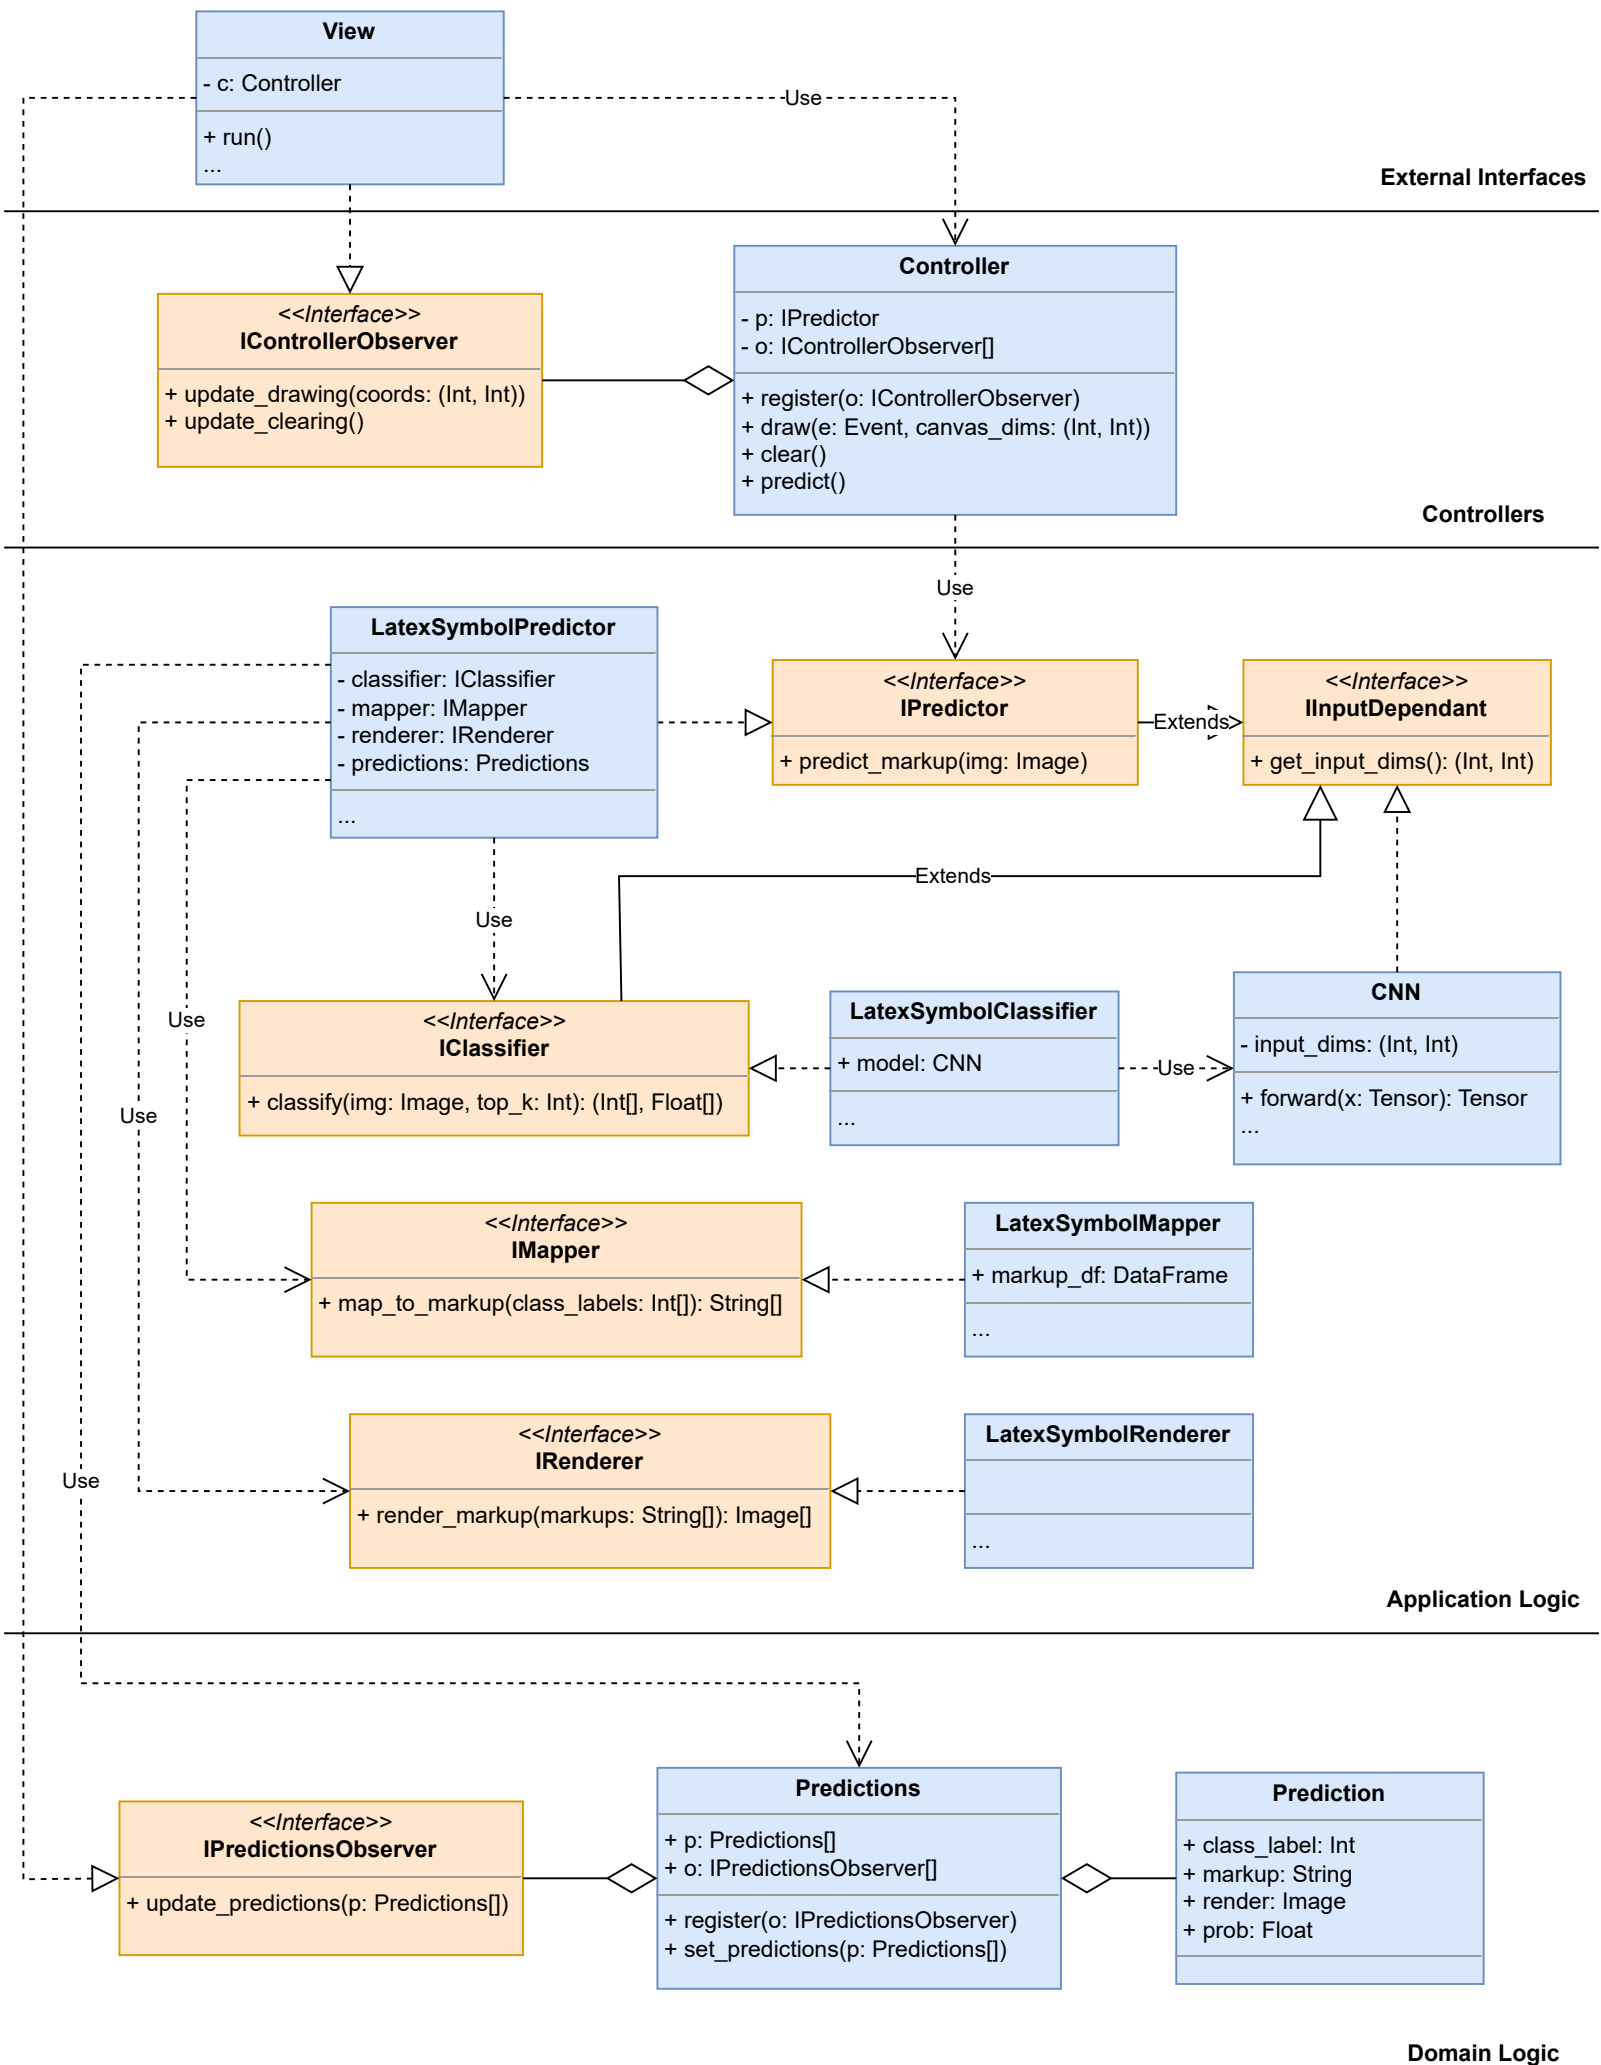 View
- c: Controller
+ run()
...
Use
External Interfaces
<<Interface>>
IControllerObserver
+ update_drawing(coords: (Int, Int))
+ update_clearing()
Controller
- p: IPredictor
- o: IControllerObserver[]
+ register(o: IControllerObserver)
+ draw(e: Event, canvas_dims: (Int, Int))
+ clear()
+ predict()
Controllers
Use
LatexSymbolPredictor
- classifier: IClassifier
- mapper: IMapper
- renderer: IRenderer
- predictions: Predictions
...
<<Interface>>
IPredictor
+ predict_markup(img: Image)
Extends
<<Interface>>
IInputDependant
+ get_input_dims(): (Int, Int)
Extends
Use
Use
Use
Use
<<Interface>>
IClassifier
+ classify(img: Image, top_k: Int): (Int[], Float[])
LatexSymbolClassifier
+ model: CNN
...
Use
CNN
- input_dims: (Int, Int)
+ forward(x: Tensor): Tensor
...
<<Interface>>
IMapper
+ map_to_markup(class_labels: Int[]): String[]
LatexSymbolMapper
+ markup_df: DataFrame
...
<<Interface>>
IRenderer
+ render_markup(markups: String[]): Image[]
LatexSymbolRenderer
...
Application Logic
<<Interface>>
IPredictionsObserver
+ update_predictions(p: Predictions[])
Predictions
+ p: Predictions[]
+ o: IPredictionsObserver[]
+ register(o: IPredictionsObserver)
+ set_predictions(p: Predictions[])
Prediction
+ class_label: Int
+ markup: String
+ render: Image
+ prob: Float
Domain Logic